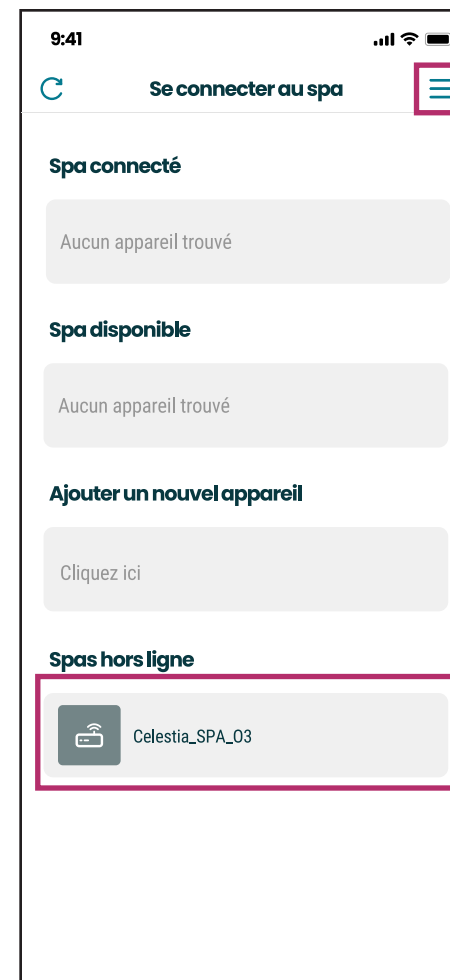 9:41
Se connecter au spa
Spa connecté
Aucun appareil trouvé
Spa disponible
Aucun appareil trouvé
Ajouter un nouvel appareil
Cliquez ici
Spas hors ligne
Celestia_SPA_03